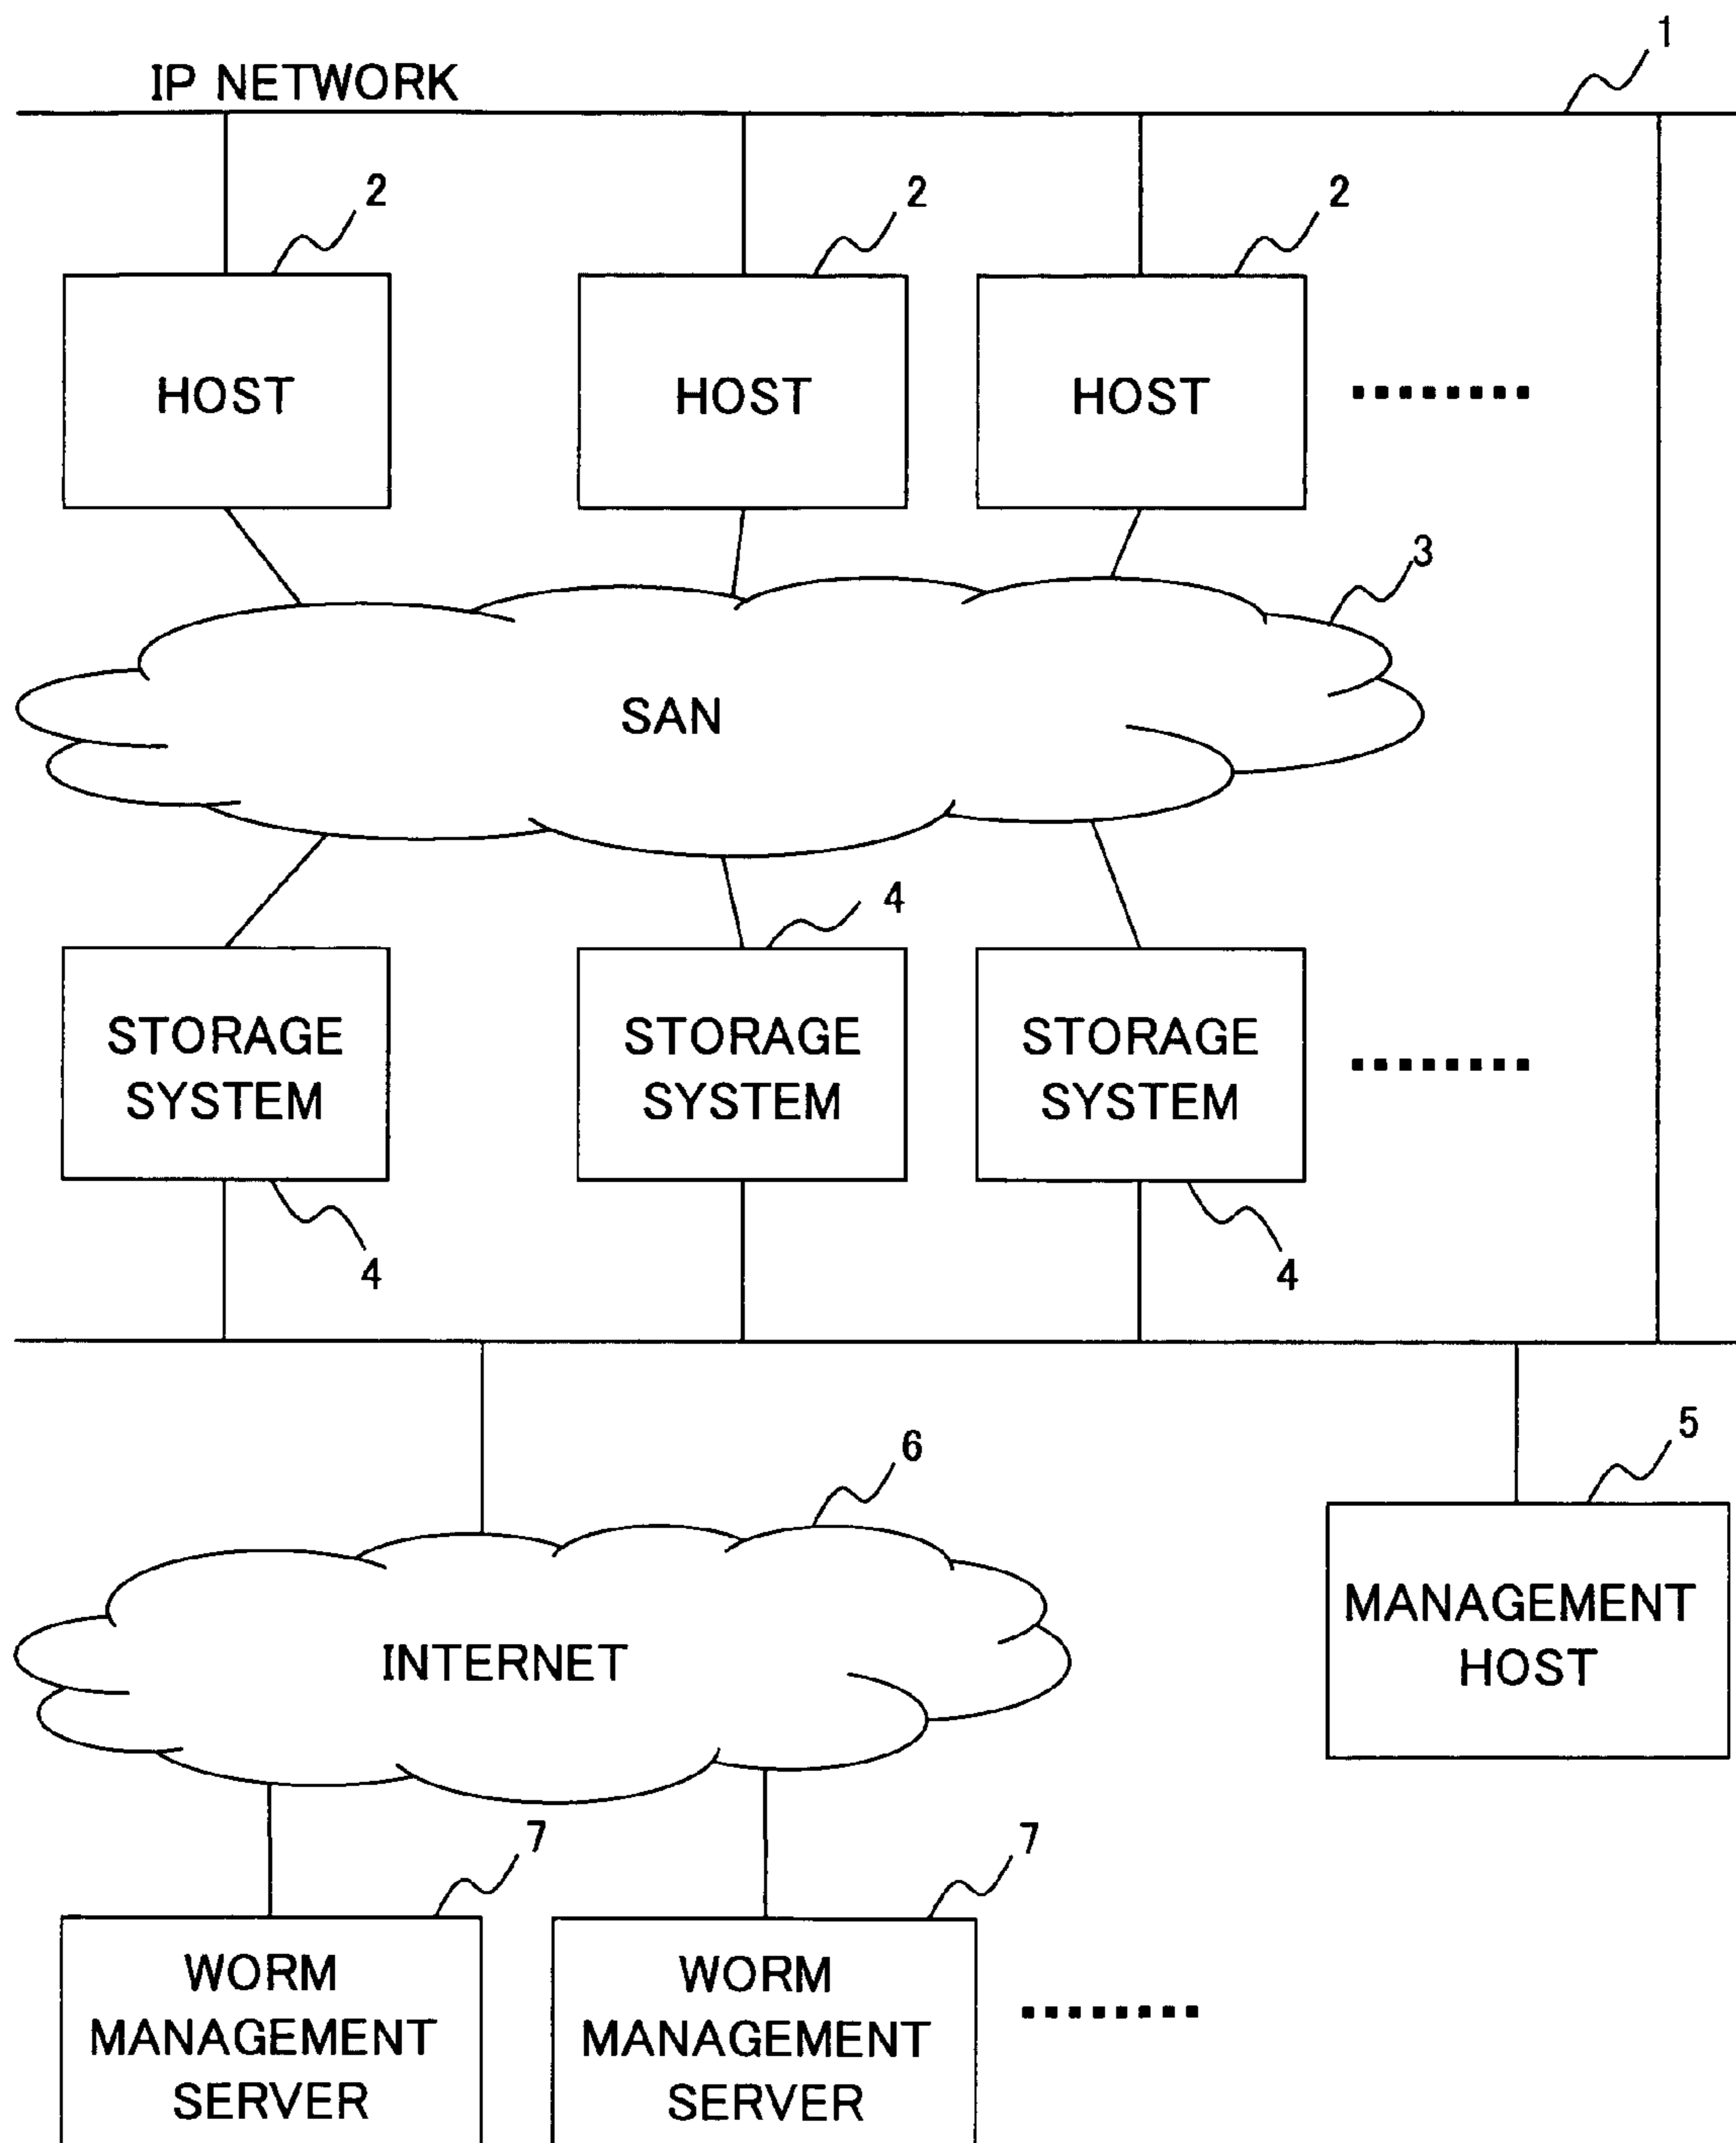 1
IP NETWORK
2
2
2
HOST
HOST
HOST
3
SAN
4
STORAGE
SYSTEM
STORAGE
SYSTEM
STORAGE
SYSTEM
4
4
5
6
MANAGEMENT
HOST
INTERNET
7
7
WORM
MANAGEMENT
SERVER
WORM
MANAGEMENT
SERVER